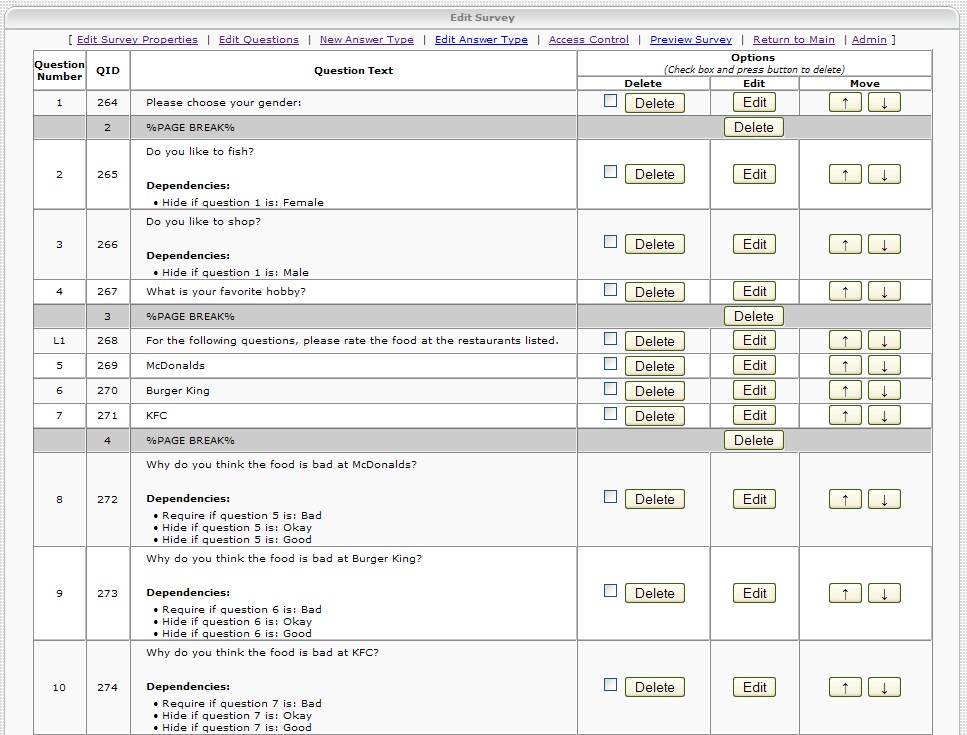 Edit Survey
[ Edit Survey Properties | Edit Questions | New Answer Type | Edit Answer Type | Access Control | Preview Survey | Return to Main | Admin ]
Question Number QID Question Text Options
(Check box and press button to delete)
Delete Edit Move
1 264 Please choose your gender: Delete Edit ↑ ↓
2 %PAGE BREAK% Delete
2 265 Do you like to fish? Delete Edit ↑ ↓
Dependencies:
• Hide if question 1 is: Female
3 266 Do you like to shop? Delete Edit ↑ ↓
Dependencies:
• Hide if question 1 is: Male
4 267 What is your favorite hobby? Delete Edit ↑ ↓
3 %PAGE BREAK% Delete
L1 268 For the following questions, please rate the food at the restaurants listed. Delete Edit ↑ ↓
5 269 McDonalds Delete Edit ↑ ↓
6 270 Burger King Delete Edit ↑ ↓
7 271 KFC Delete Edit ↑ ↓
4 %PAGE BREAK% Delete
8 272 Why do you think the food is bad at McDonalds? Delete Edit ↑ ↓
Dependencies:
• Require if question 5 is: Bad
• Hide if question 5 is: Okay
• Hide if question 5 is: Good
9 273 Why do you think the food is bad at Burger King? Delete Edit ↑ ↓
Dependencies:
• Require if question 6 is: Bad
• Hide if question 6 is: Okay
• Hide if question 6 is: Good
10 274 Why do you think the food is bad at KFC? Delete Edit ↑ ↓
Dependencies:
• Require if question 7 is: Bad
• Hide if question 7 is: Okay
• Hide if question 7 is: Good